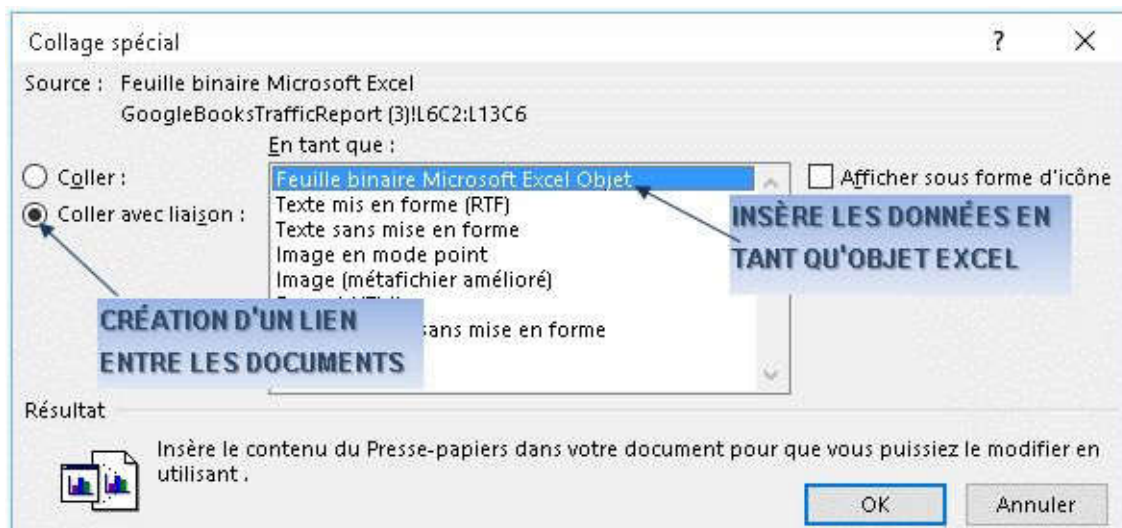 Collage spécial ? X
Source : Feuille binaire Microsoft Excel
GoogleBooksTrafficReport (3)!L6C2:L13C6
En tant que :
Coller :
Coller avec liaison :
Feuille binaire Microsoft Excel Objet
Texte mis en forme (RTF)
Texte sans mise en forme
Image en mode point
Image (métafichier amélioré)
sans mise en forme
Afficher sous forme d'icône
INSÈRE LES DONNÉES EN
TANT QU'OBJET EXCEL
CRÉATION D'UN LIEN
ENTRE LES DOCUMENTS
Résultat
Insère le contenu du Presse-papiers dans votre document pour que vous puissiez le modifier en
utilisant .
OK Annuler